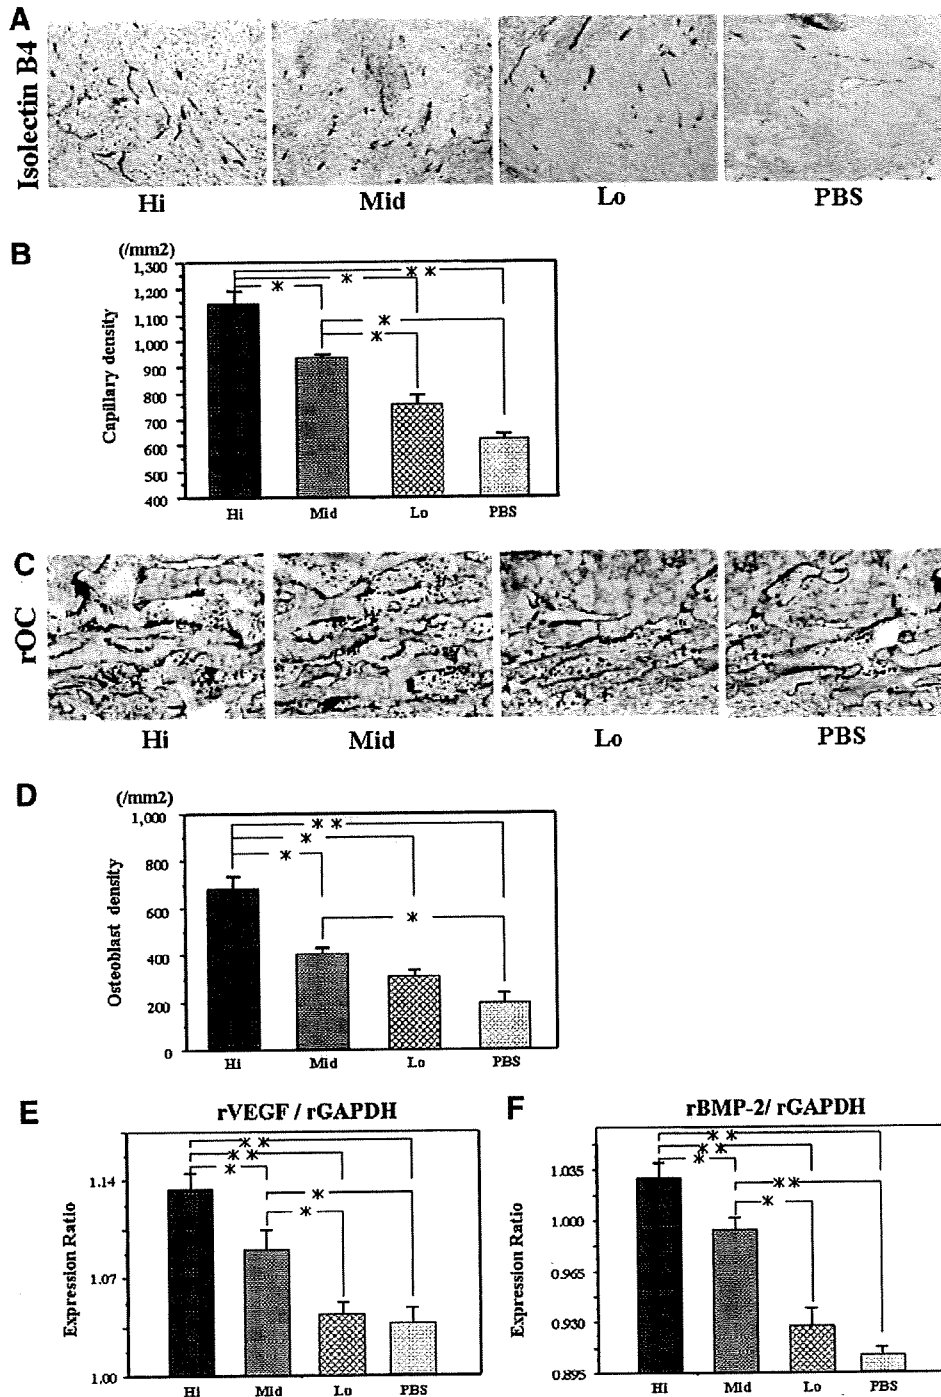 A
Isolectin B4
Hi Mid Lo PBS
B
(/mm2)
Capillary density
1,300
1,200
1,100
1,000
900
800
700
600
500
400
* * *
*
*
*
*
Hi Mid Lo PBS
C
rOC
Hi Mid Lo PBS
D
(/mm2)
Osteoblast density
1,000
800
600
400
200
0
* *
*
*
*
Hi Mid Lo PBS
E
rVEGF / rGAPDH
Expression Ratio
1.14
1.07
1.00
* *
* *
*
*
*
Hi Mid Lo PBS
F
rBMP-2/ rGAPDH
Expression Ratio
1.035
1.000
0.965
0.930
0.895
* *
* *
*
* *
*
Hi Mid Lo PBS